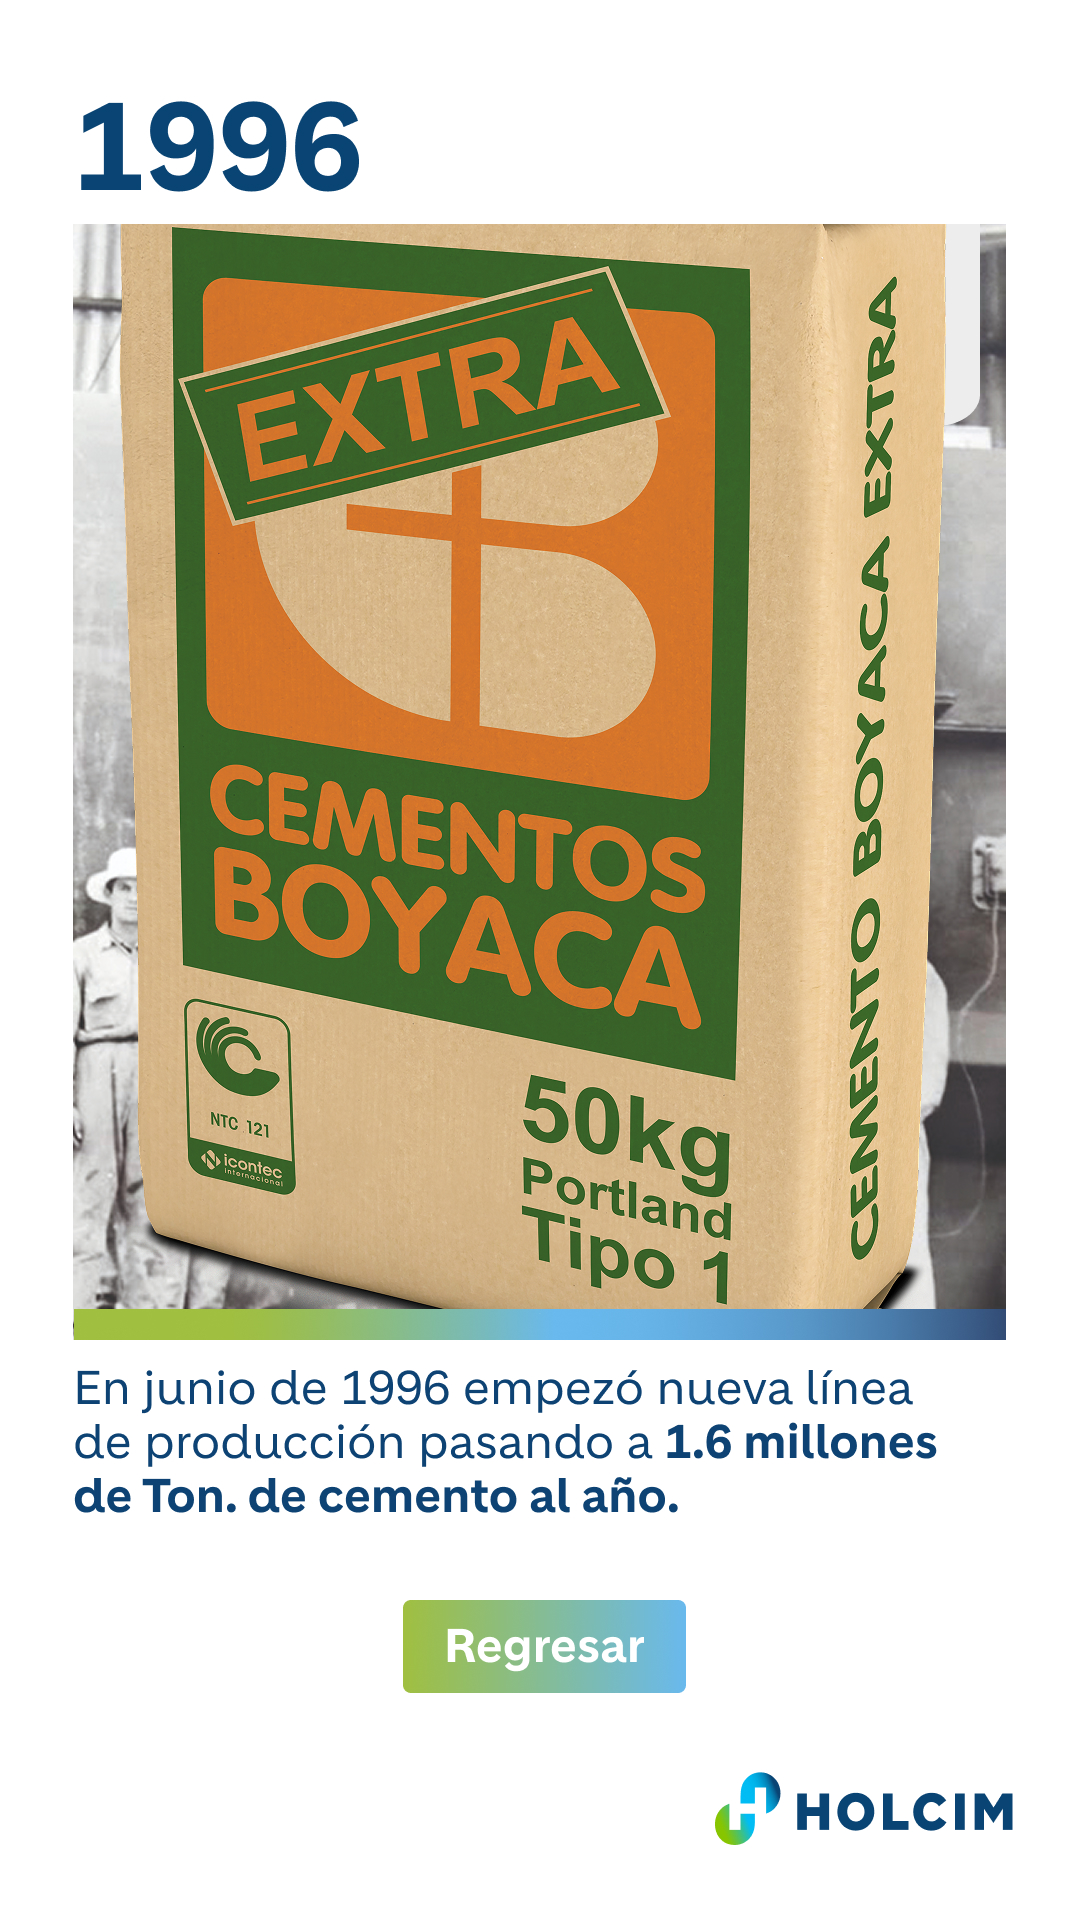 1996
EXTRA
CEMENTOS
BOYACA
NTC 121
icontec
internacional
50kg
Portland
Tipo 1
CEMENTO BOYACA EXTRA
En junio de 1996 empezó nueva línea
de producción pasando a 1.6 millones
de Ton. de cemento al año.
Regresar
HOLCIM